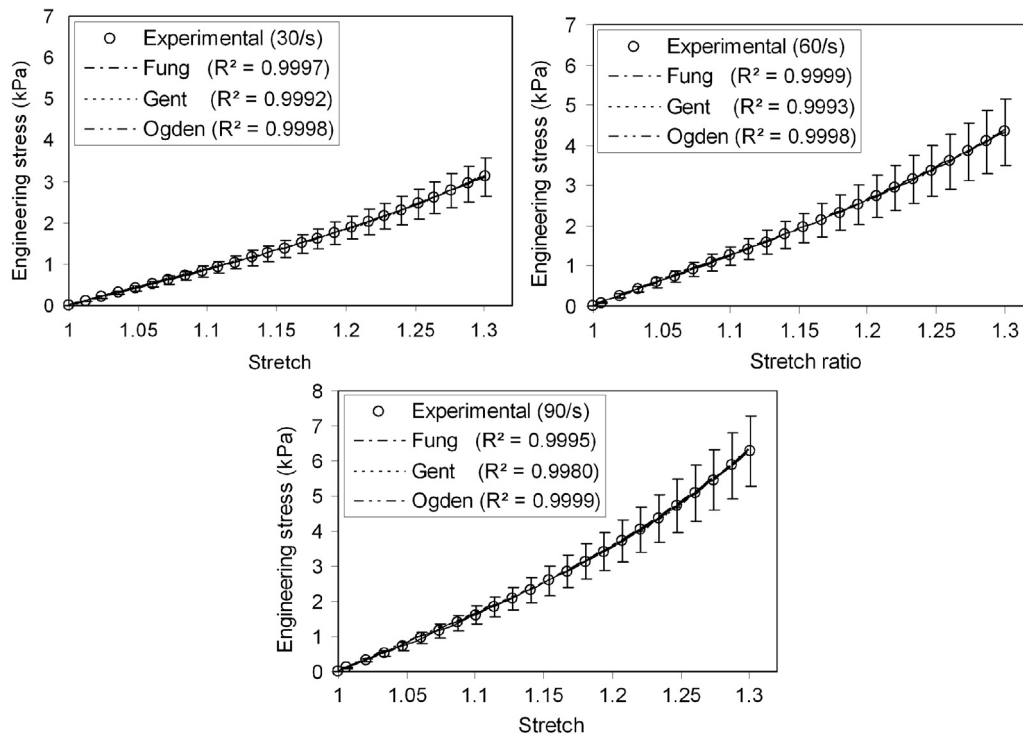 7
6
5
4
3
2
1
0
Engineering stress (kPa)
Experimental (30/s)
Fung (R² = 0.9997)
Gent (R² = 0.9992)
Ogden (R² = 0.9998)
1 1.05 1.1 1.15 1.2 1.25 1.3
Stretch
7
6
5
4
3
2
1
0
Engineering stress (kPa)
Experimental (60/s)
Fung (R² = 0.9999)
Gent (R² = 0.9993)
Ogden (R² = 0.9998)
1 1.05 1.1 1.15 1.2 1.25 1.3
Stretch ratio
8
7
6
5
4
3
2
1
0
Engineering stress (kPa)
Experimental (90/s)
Fung (R² = 0.9995)
Gent (R² = 0.9980)
Ogden (R² = 0.9999)
1 1.05 1.1 1.15 1.2 1.25 1.3
Stretch